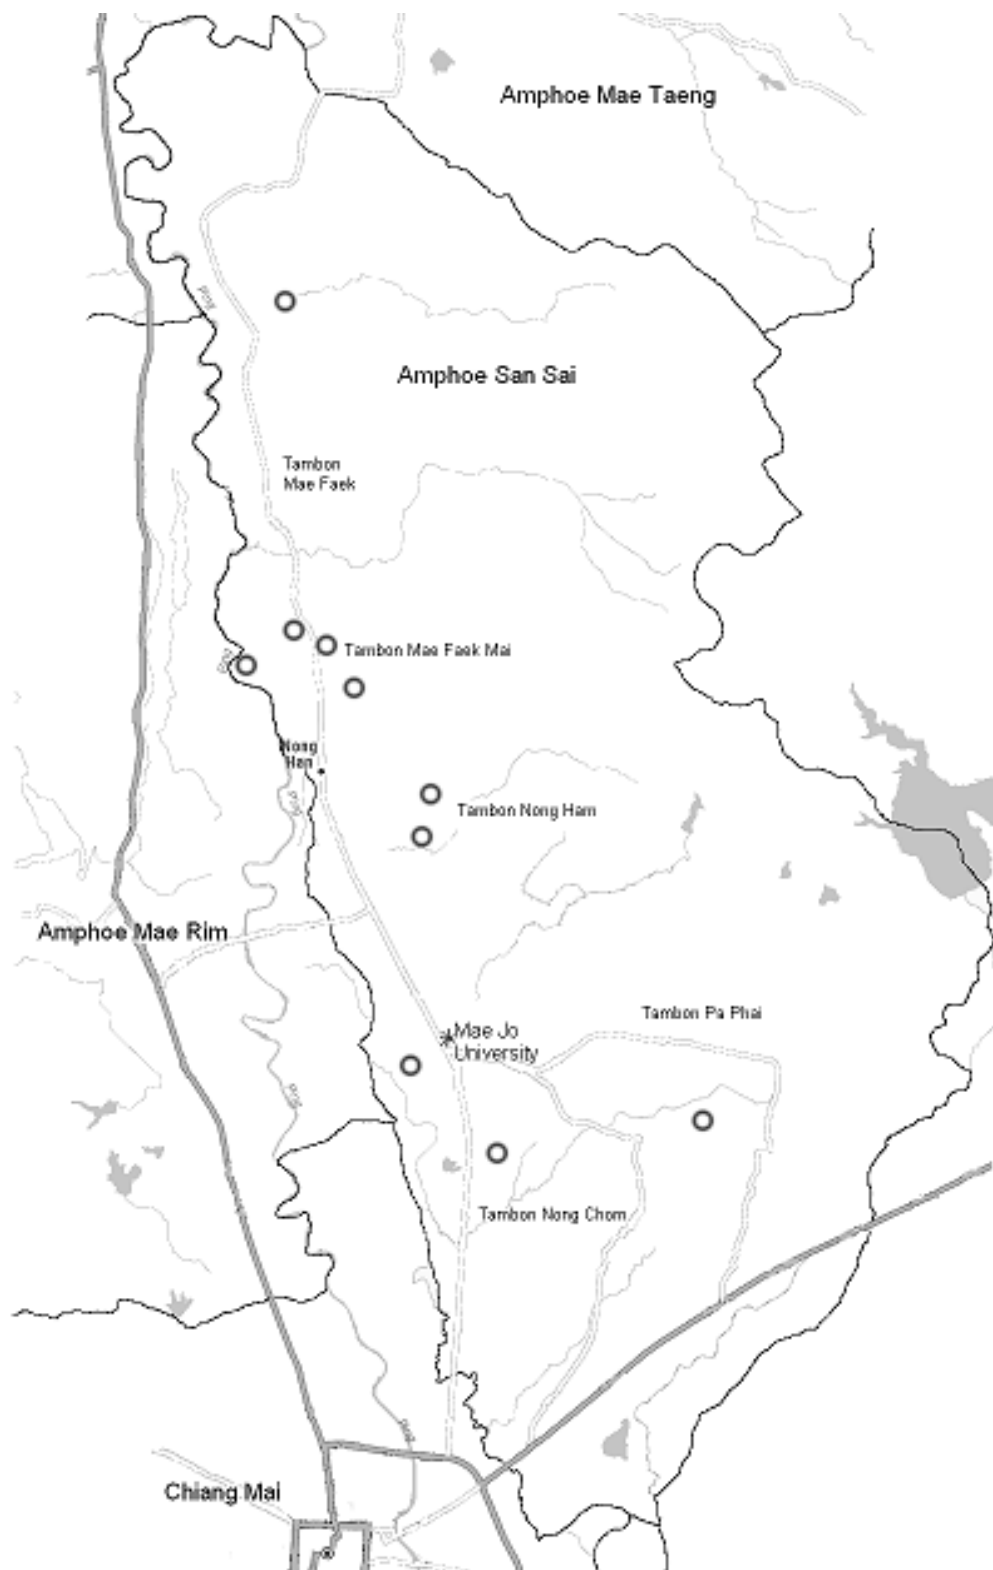 Amphoe Mae Taeng
Amphoe San Sai
Tambon
Mae Faek
Tambon Mae Faek Mai
Nong
Han
Tambon Nong Ham
Amphoe Mae Rim
Tambon Pa Phai
Mae Jo
University
Tambon Nong Chom
Chiang Mai